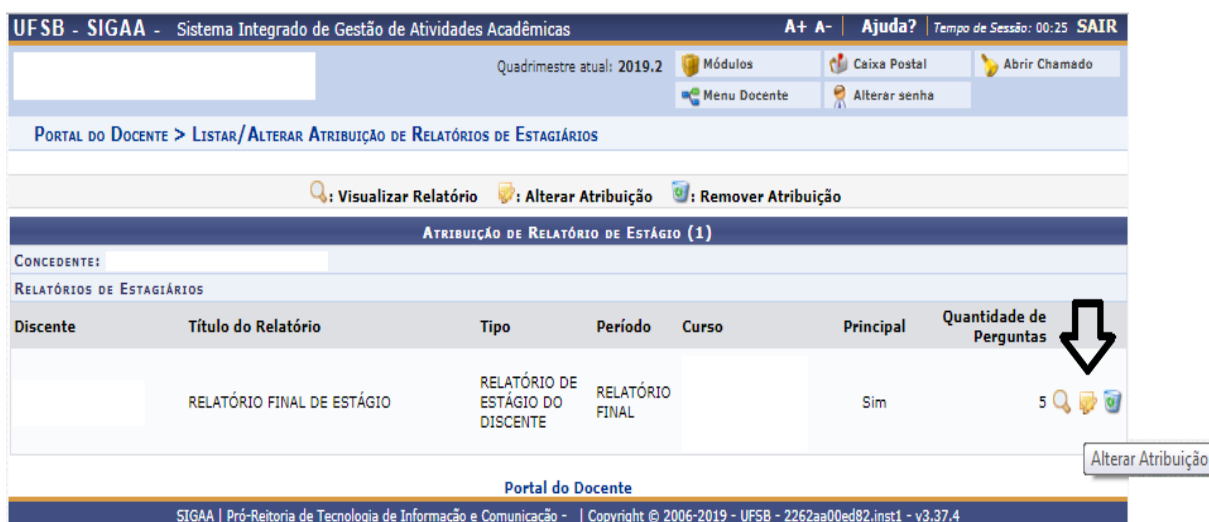 UFSB - SIGAA - Sistema Integrado de Gestão de Atividades Acadêmicas A+ A- | Ajuda? | Tempo de Sessão: 00:25 SAIR
Quadrimestre atual: 2019.2 Módulos Caixa Postal Abrir Chamado
Menu Docente Alterar senha
PORTAL DO DOCENTE > LISTAR/ALTERAR ATRIBUIÇÃO DE RELATÓRIOS DE ESTAGIÁRIOS
: Visualizar Relatório : Alterar Atribuição : Remover Atribuição
ATRIBUIÇÃO DE RELATÓRIO DE ESTÁGIO (1)
CONCEDENTE:
RELATÓRIOS DE ESTAGIÁRIOS
Discente Título do Relatório Tipo Período Curso Principal Quantidade de Perguntas
RELATÓRIO FINAL DE ESTÁGIO RELATÓRIO DE ESTÁGIO DO DISCENTE RELATÓRIO FINAL Sim 5
Alterar Atribuição
Portal do Docente
SIGAA | Pró-Reitoria de Tecnologia de Informação e Comunicação - | Copyright © 2006-2019 - UFSB - 2262aa00ed82.inst1 - v3.37.4